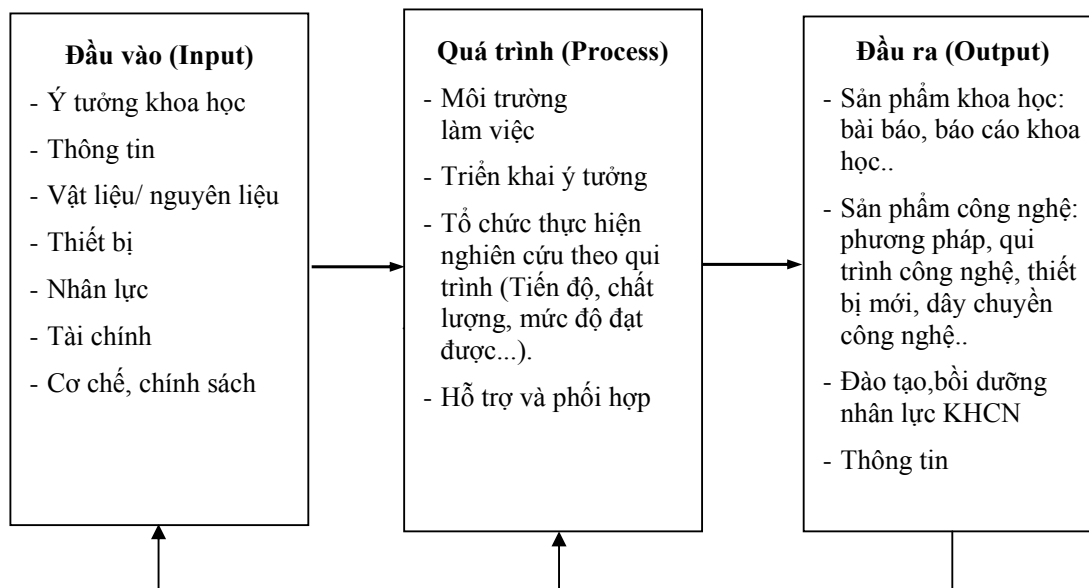 Đầu vào (Input)
- Ý tưởng khoa học
- Thông tin
- Vật liệu/ nguyên liệu
- Thiết bị
- Nhân lực
- Tài chính
- Cơ chế, chính sách
Quá trình (Process)
- Môi trường
làm việc
- Triển khai ý tưởng
- Tổ chức thực hiện
nghiên cứu theo qui
trình (Tiến độ, chất
lượng, mức độ đạt
được...).
- Hỗ trợ và phối hợp
Đầu ra (Output)
- Sản phẩm khoa học:
bài báo, báo cáo khoa
học..
- Sản phẩm công nghệ:
phương pháp, qui
trình công nghệ, thiết
bị mới, dây chuyền
công nghệ..
- Đào tạo,bồi dưỡng
nhân lực KHCN
- Thông tin